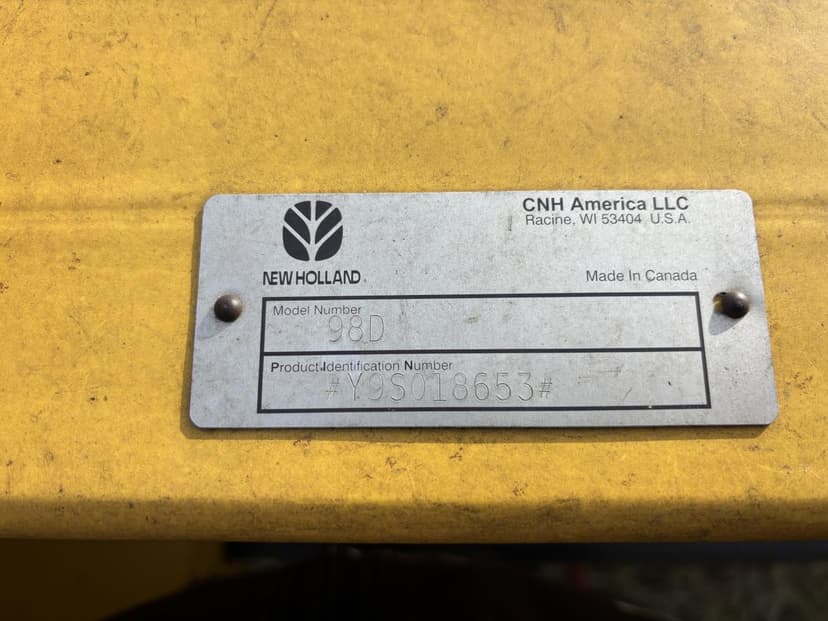 CNH America LLC
Racine, WI 53404 U.S.A.
NEW HOLLAND
Made In Canada
Model Number
98D
Product Identification Number
#Y9S018653#